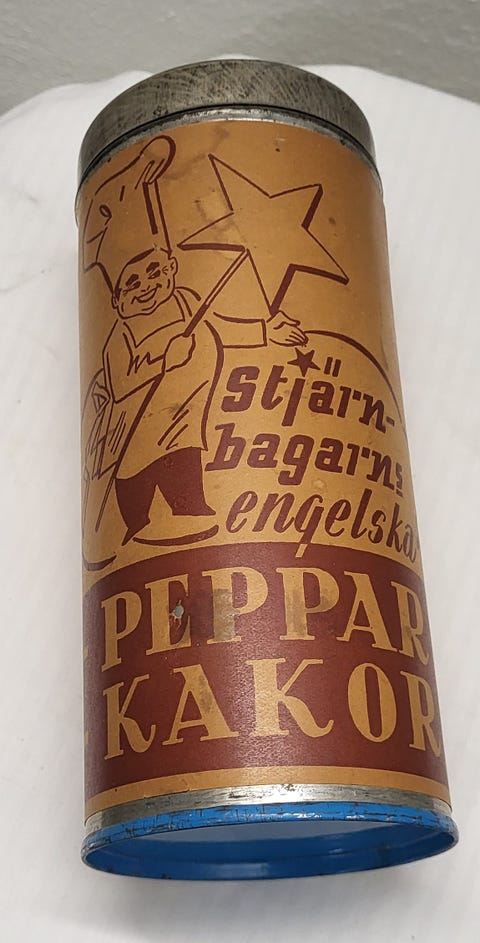 Stjärn-
bagarns
engelska
PEPPAR
KAKOR